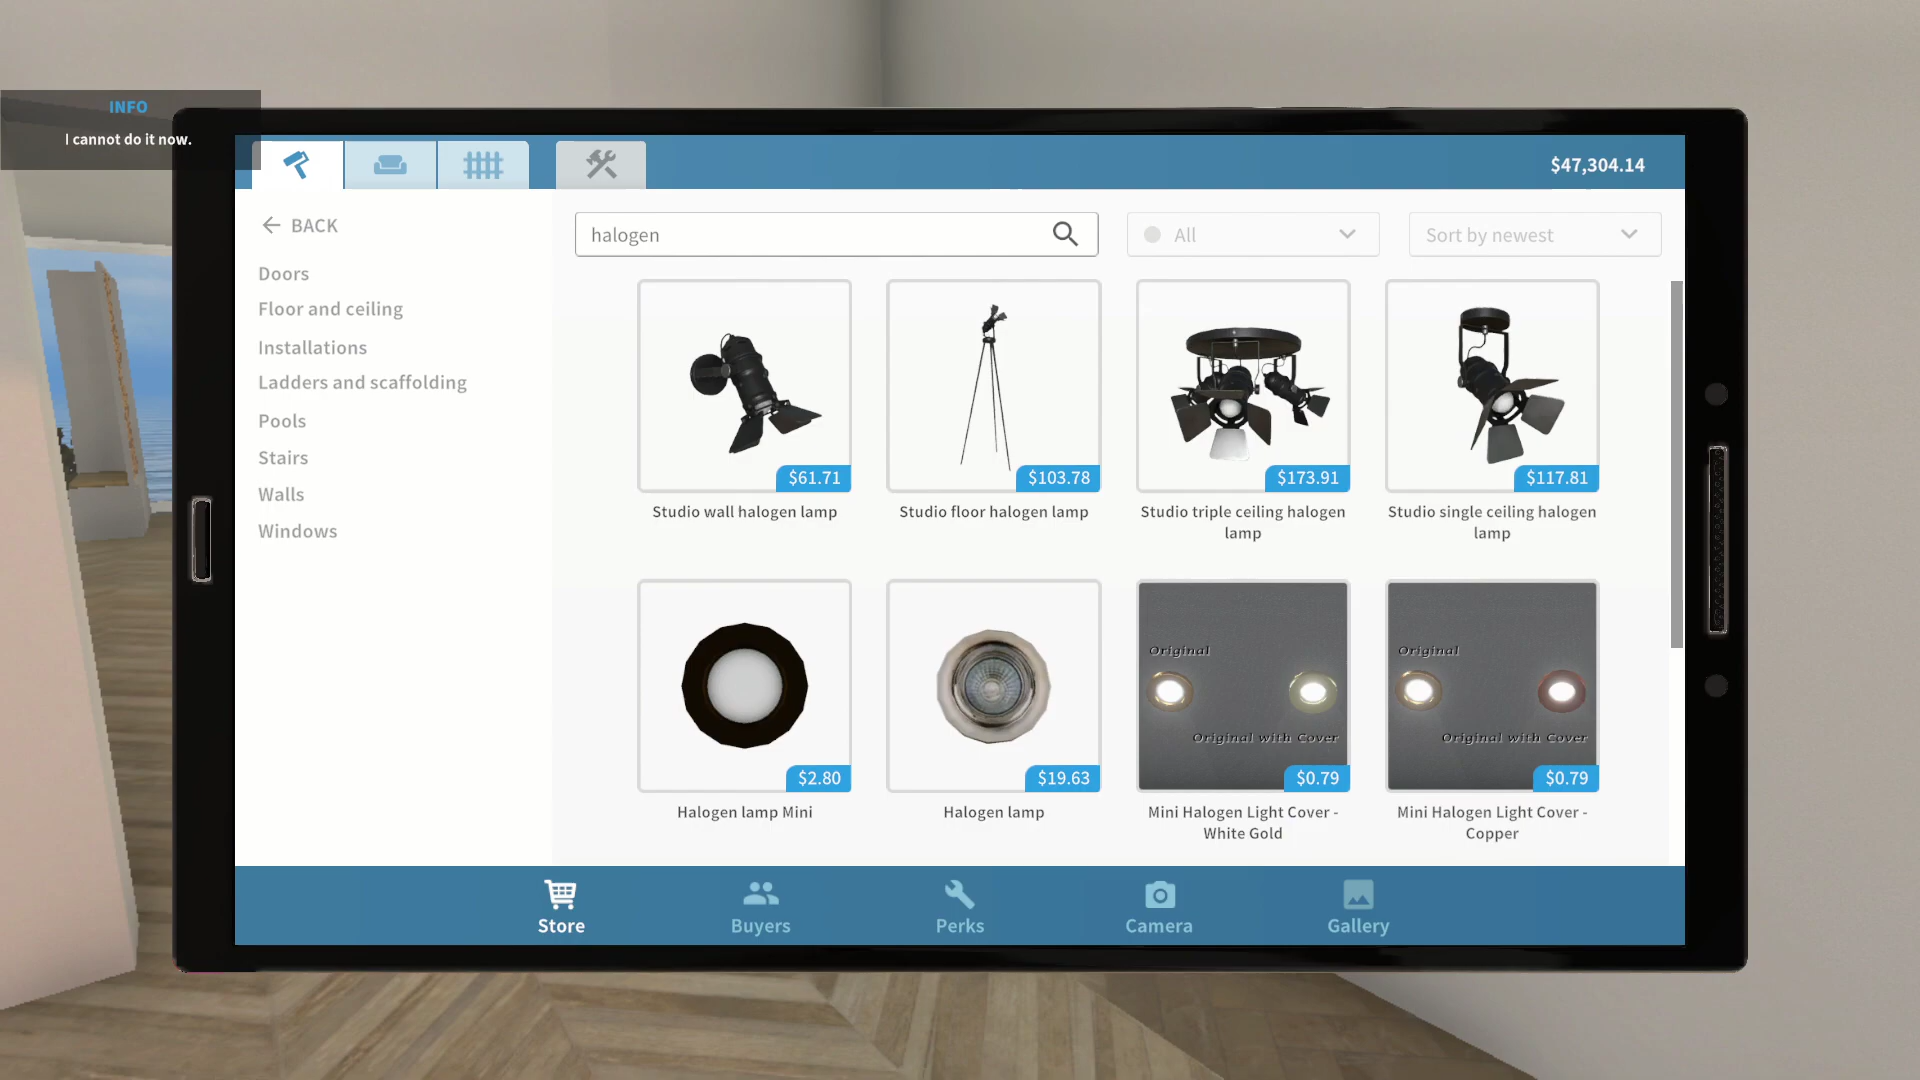 INFO
I cannot do it now.
$47,304.14
BACK
halogen
All
Sort by newest
Doors
Floor and ceiling
Installations
Ladders and scaffolding
Pools
Stairs
Walls
Windows
$61.71
$103.78
$173.91
$117.81
Studio wall halogen lamp
Studio floor halogen lamp
Studio triple ceiling halogen
lamp
Studio single ceiling halogen
lamp
Original
Original with Cover
Original
Original with Cover
$2.80
$19.63
$0.79
$0.79
Halogen lamp Mini
Halogen lamp
Mini Halogen Light Cover -
White Gold
Mini Halogen Light Cover -
Copper
Store
Buyers
Perks
Camera
Gallery